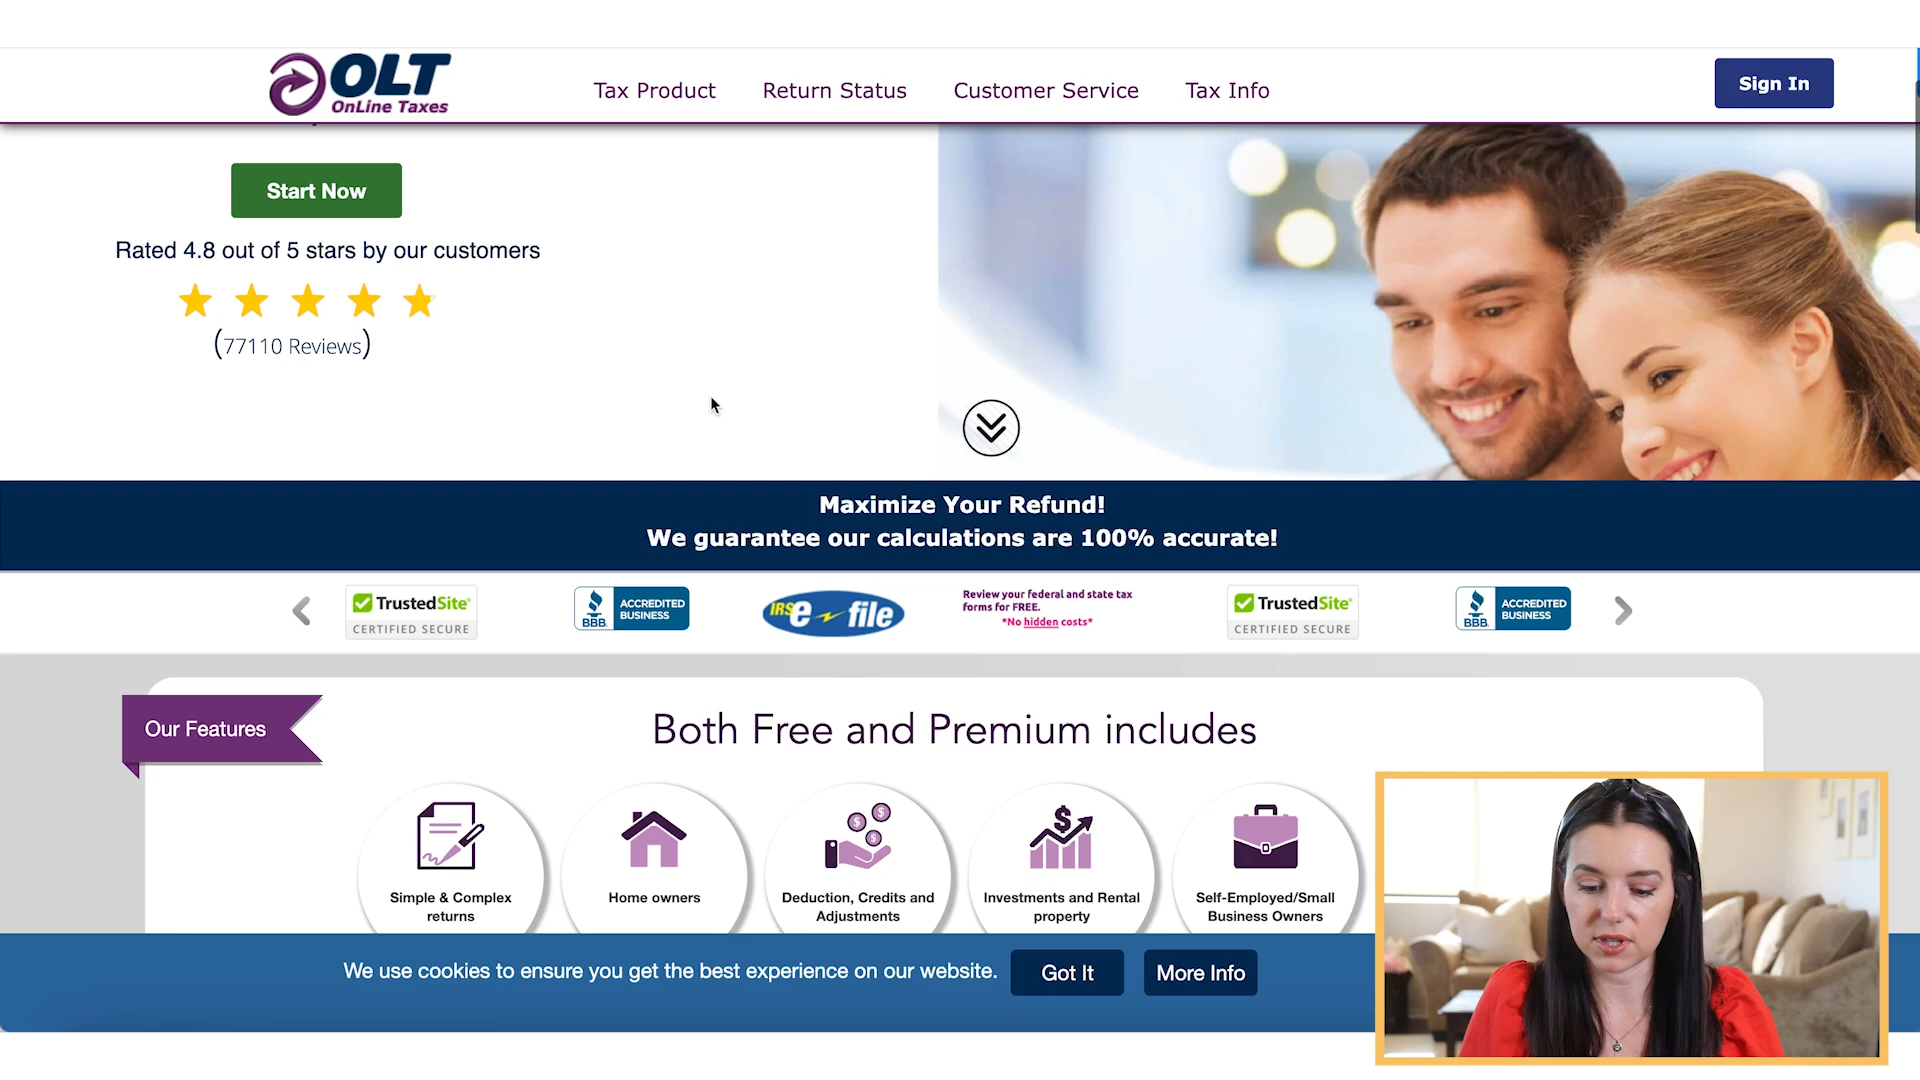 OLT
OnLine Taxes
Tax Product
Return Status
Customer Service
Tax Info
Sign In
Start Now
Rated 4.8 out of 5 stars by our customers
(77110 Reviews)
Maximize Your Refund!
We guarantee our calculations are 100% accurate!
TrustedSite®
CERTIFIED SECURE
BBB.
ACCREDITED
BUSINESS
IRS e file
Review your federal and state tax
forms for FREE.
*No hidden costs*
TrustedSite®
CERTIFIED SECURE
BBB.
ACCREDITED
BUSINESS
Our Features
Both Free and Premium includes
Simple & Complex
returns
Home owners
Deduction, Credits and
Adjustments
Investments and Rental
property
Self-Employed/Small
Business Owners
We use cookies to ensure you get the best experience on our website.
Got It
More Info